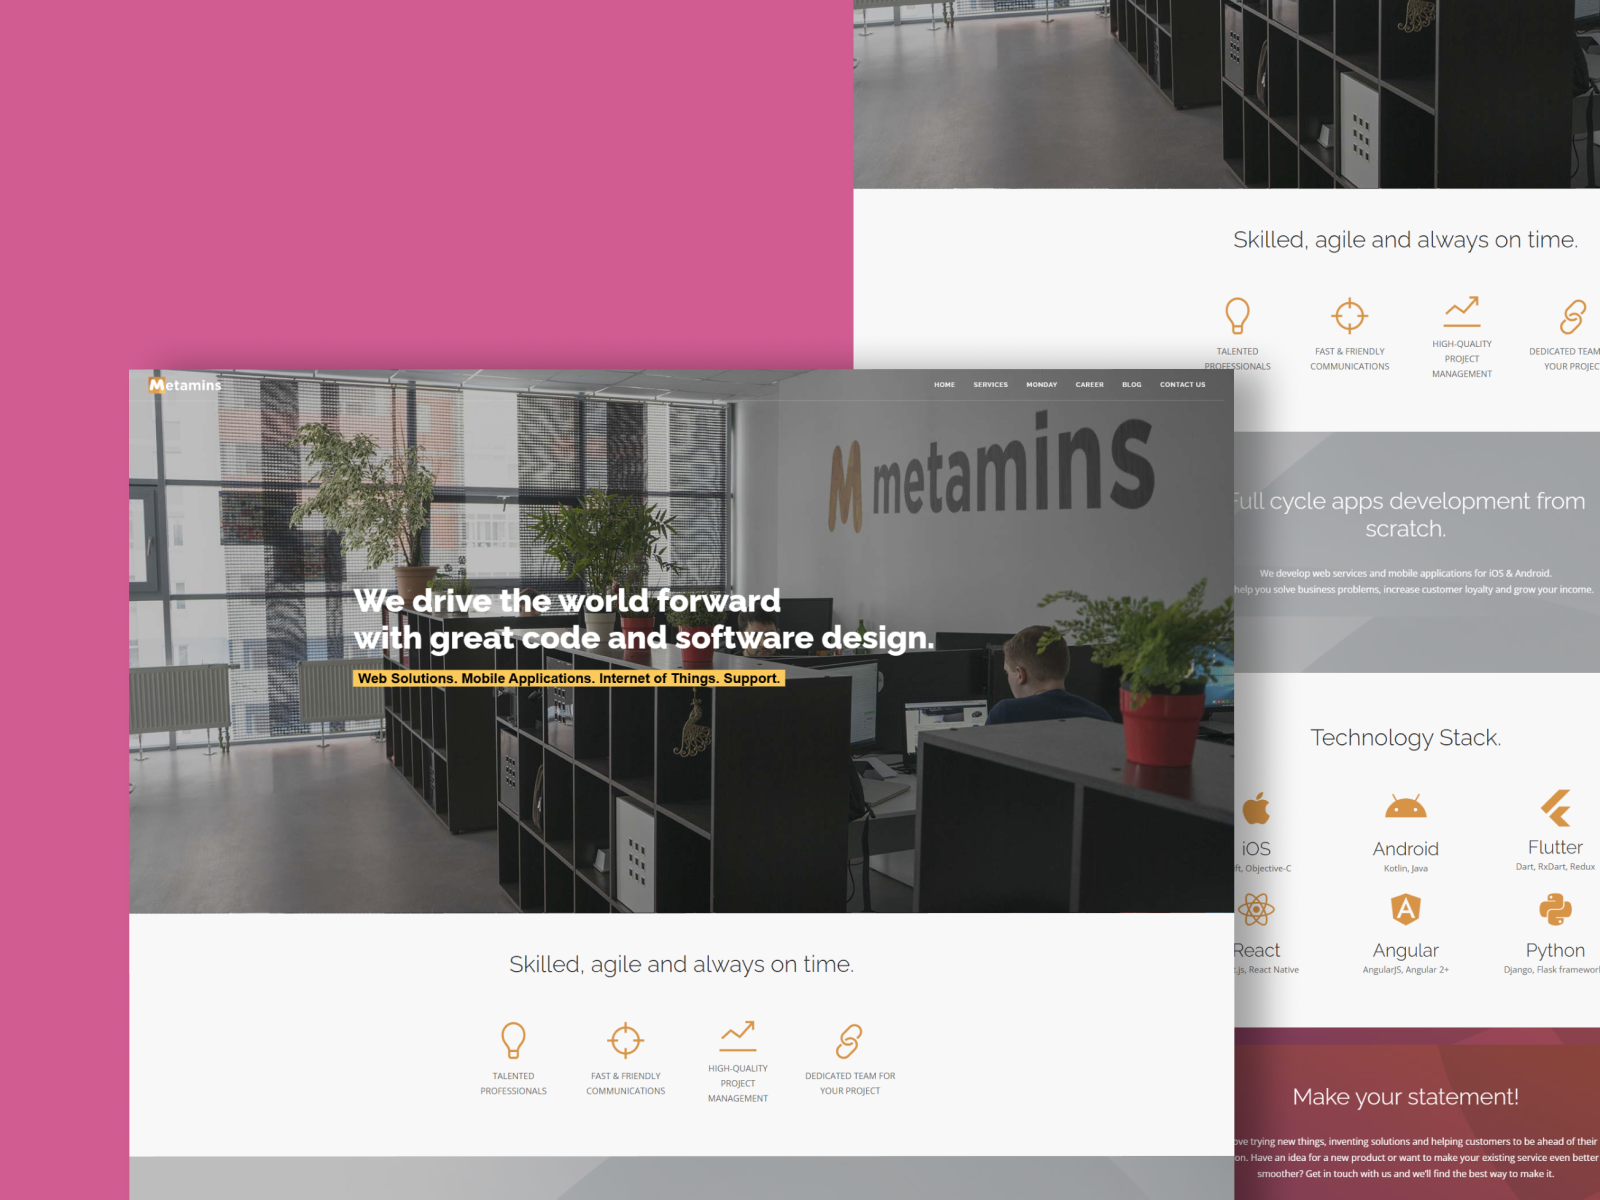 Metamins
HOME SERVICES MONDAY CAREER BLOG CONTACT US
M metamins
We drive the world forward
with great code and software design.
Web Solutions. Mobile Applications. Internet of Things. Support.
Skilled, agile and always on time.
TALENTED
PROFESSIONALS
FAST & FRIENDLY
COMMUNICATIONS
HIGH-QUALITY
PROJECT
MANAGEMENT
DEDICATED TEAM FOR
YOUR PROJECT
Skilled, agile and always on time.
TALENTED
PROFESSIONALS
FAST & FRIENDLY
COMMUNICATIONS
HIGH-QUALITY
PROJECT
MANAGEMENT
DEDICATED TEAM
YOUR PROJEC
Full cycle apps development from
scratch.
We develop web services and mobile applications for iOS & Android.
help you solve business problems, increase customer loyalty and grow your income.
Technology Stack.
iOS
Objective-C
Android
Kotlin, Java
Flutter
Dart, RxDart, Redux
React
React Native
Angular
AngularJS, Angular 2+
Python
Django, Flask framework
Make your statement!
trying new things, inventing solutions and helping customers to be ahead of their
Have an idea for a new product or want to make your existing service even better
smoother? Get in touch with us and we'll find the best way to make it.